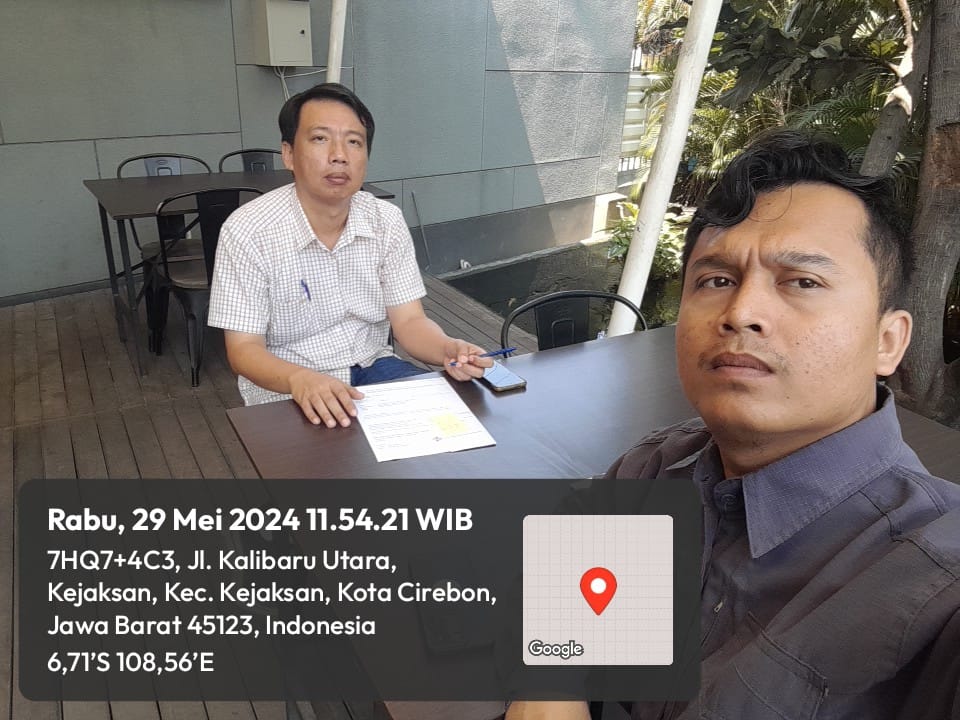 Rabu, 29 Mei 2024 11.54.21 WIB
7HQ7+4C3, Jl. Kalibaru Utara,
Kejaksan, Kec. Kejaksan, Kota Cirebon,
Jawa Barat 45123, Indonesia
6,71’S 108,56’E
Google